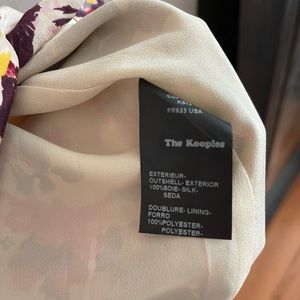 FR633 USA
The Kooples
EXTERIEUR-
OUTSHELL- EXTERIOR
100%SOIE- SILK-
SEDA
DOUBLURE- LINING-
FORRO
100%POLYESTER-
POLYESTER-